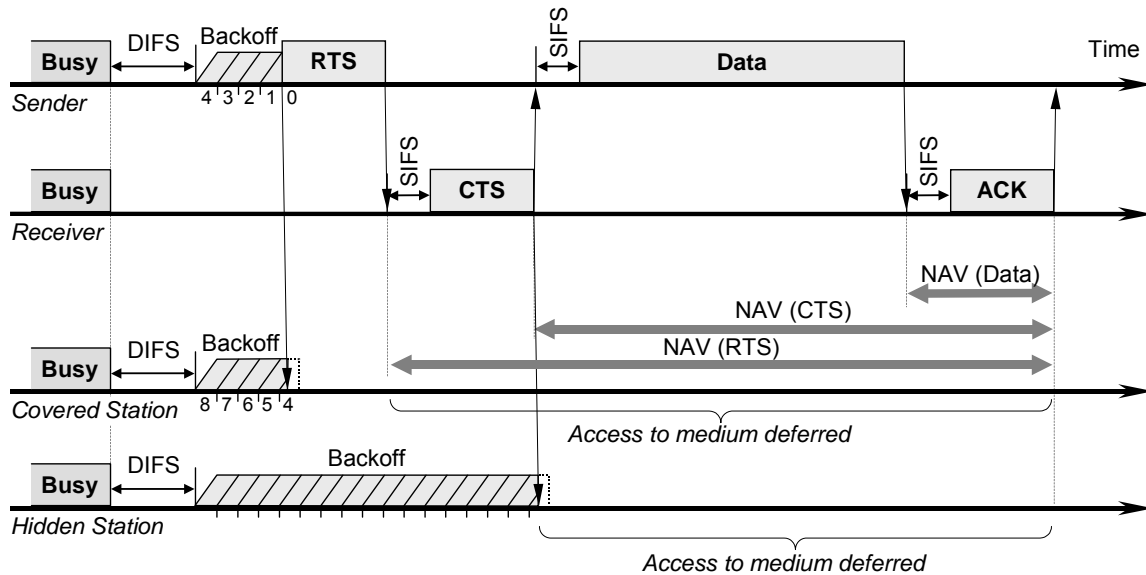 DIFS Backoff SIFS Time
Busy RTS Data
4 3 2 1 0
Sender
SIFS SIFS
Busy CTS ACK
Receiver
NAV (Data)
NAV (CTS)
DIFS Backoff NAV (RTS)
Busy
8 7 6 5 4
Covered Station
Access to medium deferred
DIFS Backoff
Busy
Hidden Station
Access to medium deferred